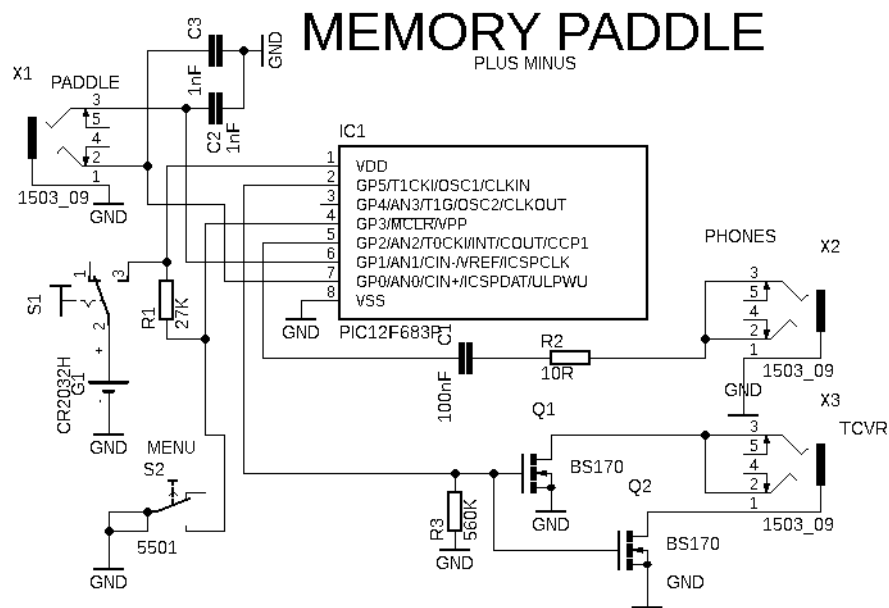 MEMORY PADDLE
PLUS MINUS
X1
PADDLE
3
5
4
2
1
1503_09
GND
C3
1nF
C2
1nF
GND
IC1
1 VDD
2 GP5/T1CKI/OSC1/CLKIN
3 GP4/AN3/T1G/OSC2/CLKOUT
4 GP3/MCLR/VPP
5 GP2/AN2/T0CKI/INT/COUT/CCP1
6 GP1/AN1/CIN-/VREF/ICSPCLK
7 GP0/AN0/CIN+/ICSPDAT/ULPWU
8 VSS
GND
PIC12F683P
S1
1
3
2
R1
27K
+
-
G1
CR2032H
GND
MENU
S2
5501
GND
C1
100nF
R2
10R
PHONES
X2
3
5
4
2
1
1503_09
GND
X3
TCVR
3
5
4
2
1
1503_09
Q1
BS170
GND
Q2
BS170
GND
R3
560K
GND